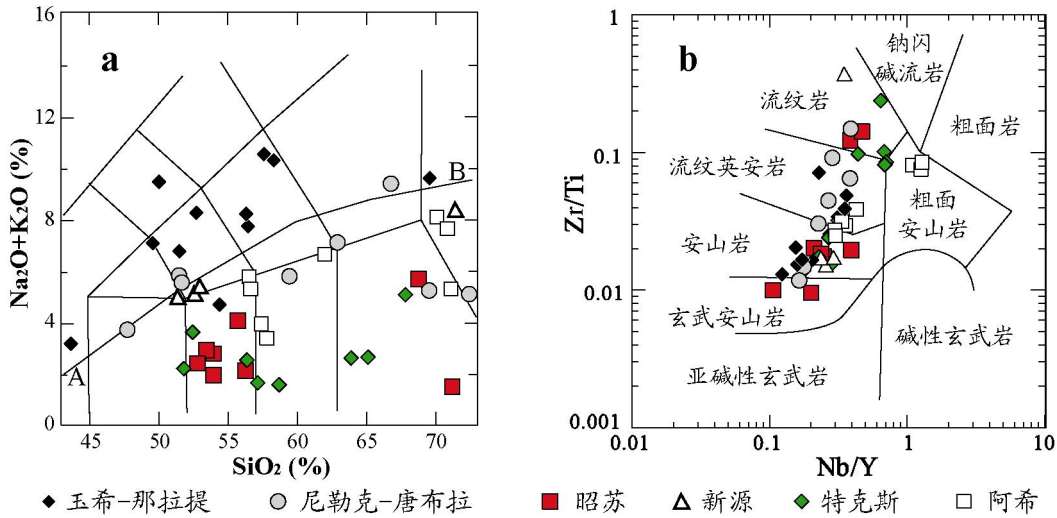 a
Na₂O+K₂O (%)
16
12
8
4
0
A
B
45
50
55
60
65
70
SiO₂ (%)
b
Zr/Ti
1
0.1
0.01
0.001
钠闪
碱流岩
流纹岩
粗面岩
流纹英安岩
粗面
安山岩
安山岩
玄武安山岩
碱性玄武岩
亚碱性玄武岩
0.01
0.1
1
10
Nb/Y
玉希-那拉提 尼勒克-唐布拉 昭苏 新源 特克斯 阿希